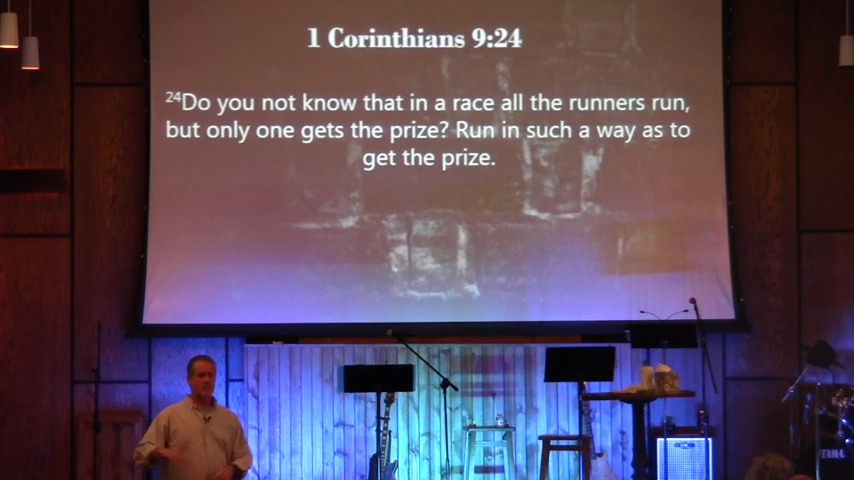 1 Corinthians 9:24
²⁴Do you not know that in a race all the runners run,
but only one gets the prize? Run in such a way as to
get the prize.
TAMA